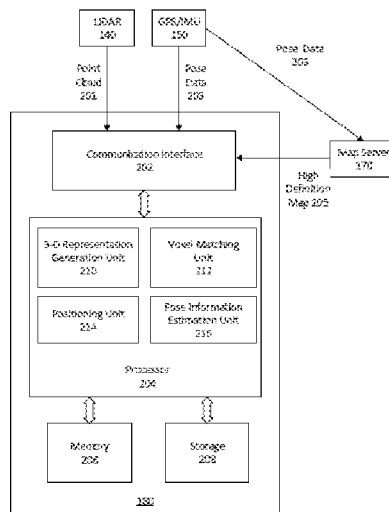 LiDAR
140
GPS/IMU
150
Pose Data
203
Point
Cloud
201
Pose
Data
203
Communication Interface
202
Map Server
170
High
Definition
Map 205
3-D Representation
Generation Unit
210
Voxel Matching
Unit
212
Positioning Unit
214
Pose Information
Estimation Unit
216
Processor
204
Memory
206
Storage
208
180